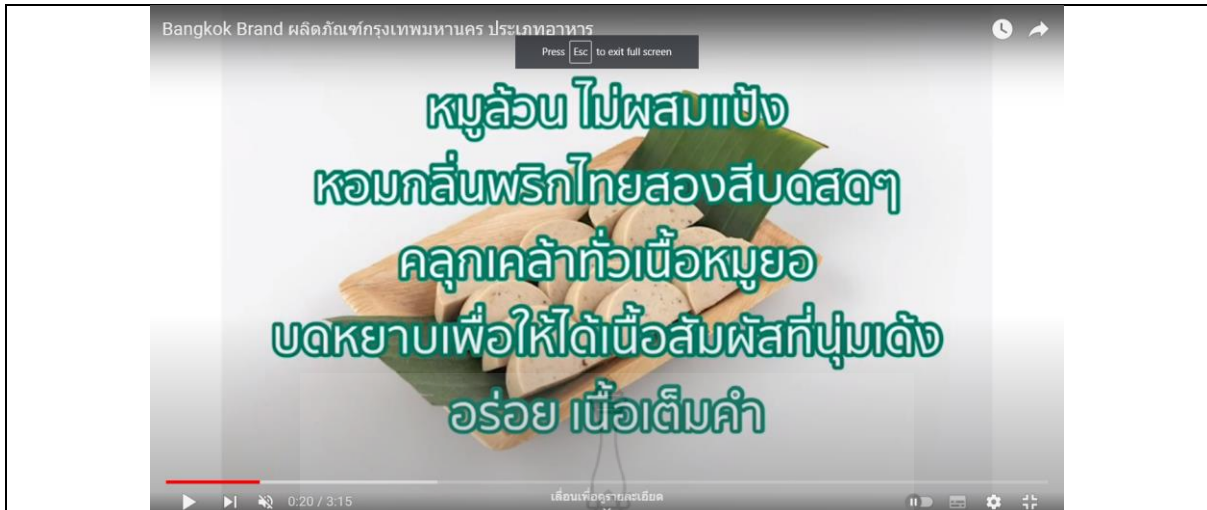 Bangkok Brand ผลิตภัณฑ์กรุงเทพมหานคร ประเภทอาหาร
Press Esc to exit full screen
หมูล้วน ไม่ผสมแป้ง
หอมกลิ่นพริกไทยสองสีบดสดๆ
คลุกเคล้าทั่วเนื้อหมูยอ
บดหยาบเพื่อให้ได้เนื้อสัมผัสที่นุ่มเด้ง
อร่อย เนื้อเต็มคำ
0:20 / 3:15
เลื่อนเพื่อดูรายละเอียด